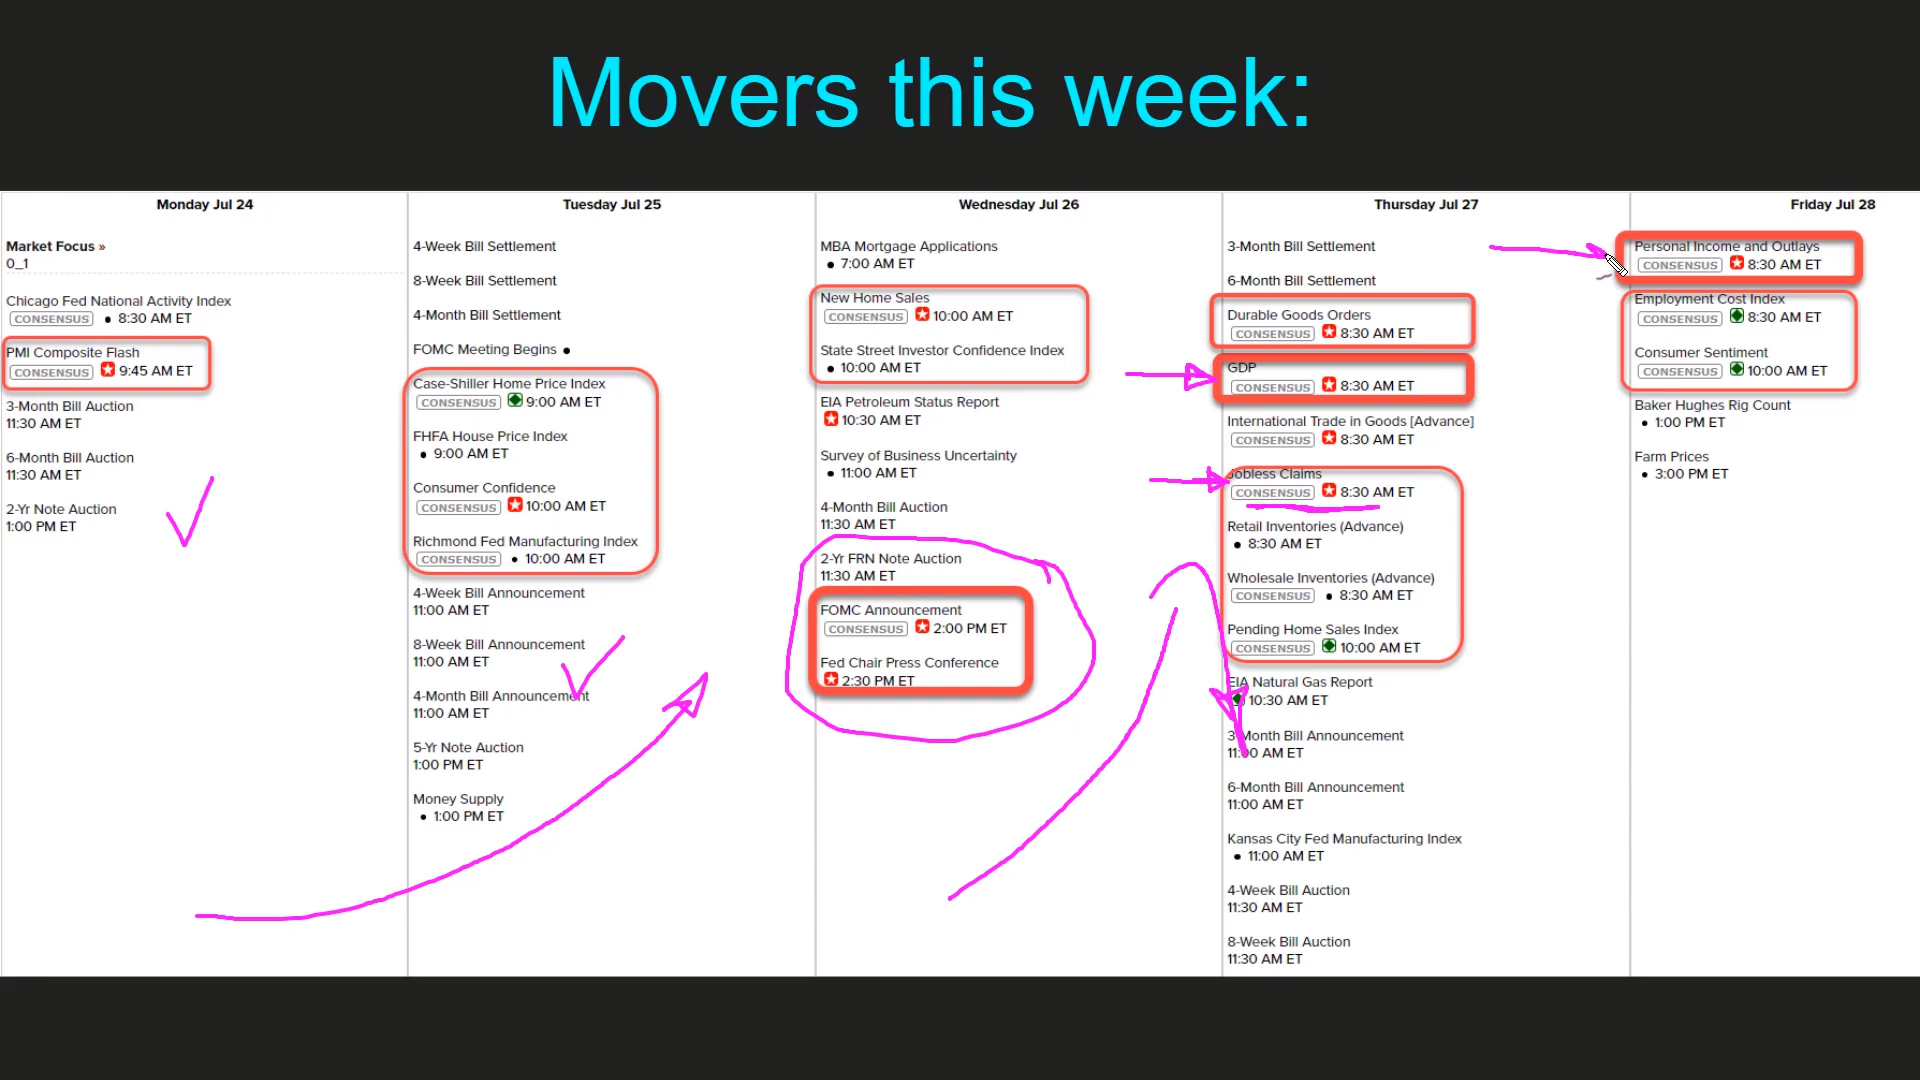 Movers this week:
Monday Jul 24
Market Focus »
0_1
Chicago Fed National Activity Index
CONSENSUS 8:30 AM ET
PMI Composite Flash
CONSENSUS 9:45 AM ET
3-Month Bill Auction
11:30 AM ET
6-Month Bill Auction
11:30 AM ET
2-Yr Note Auction
1:00 PM ET
Tuesday Jul 25
4-Week Bill Settlement
8-Week Bill Settlement
4-Month Bill Settlement
FOMC Meeting Begins
Case-Shiller Home Price Index
CONSENSUS 9:00 AM ET
FHFA House Price Index
9:00 AM ET
Consumer Confidence
CONSENSUS 10:00 AM ET
Richmond Fed Manufacturing Index
CONSENSUS 10:00 AM ET
4-Week Bill Announcement
11:00 AM ET
8-Week Bill Announcement
11:00 AM ET
4-Month Bill Announcement
11:00 AM ET
5-Yr Note Auction
1:00 PM ET
Money Supply
1:00 PM ET
Wednesday Jul 26
MBA Mortgage Applications
7:00 AM ET
New Home Sales
CONSENSUS 10:00 AM ET
State Street Investor Confidence Index
10:00 AM ET
EIA Petroleum Status Report
10:30 AM ET
Survey of Business Uncertainty
11:00 AM ET
4-Month Bill Auction
11:30 AM ET
2-Yr FRN Note Auction
11:30 AM ET
FOMC Announcement
CONSENSUS 2:00 PM ET
Fed Chair Press Conference
2:30 PM ET
Thursday Jul 27
3-Month Bill Settlement
6-Month Bill Settlement
Durable Goods Orders
CONSENSUS 8:30 AM ET
GDP
CONSENSUS 8:30 AM ET
International Trade in Goods [Advance]
CONSENSUS 8:30 AM ET
Jobless Claims
CONSENSUS 8:30 AM ET
Retail Inventories (Advance)
8:30 AM ET
Wholesale Inventories (Advance)
CONSENSUS 8:30 AM ET
Pending Home Sales Index
CONSENSUS 10:00 AM ET
EIA Natural Gas Report
10:30 AM ET
3-Month Bill Announcement
11:00 AM ET
6-Month Bill Announcement
11:00 AM ET
Kansas City Fed Manufacturing Index
11:00 AM ET
4-Week Bill Auction
11:30 AM ET
8-Week Bill Auction
11:30 AM ET
Friday Jul 28
Personal Income and Outlays
CONSENSUS 8:30 AM ET
Employment Cost Index
CONSENSUS 8:30 AM ET
Consumer Sentiment
CONSENSUS 10:00 AM ET
Baker Hughes Rig Count
1:00 PM ET
Farm Prices
3:00 PM ET